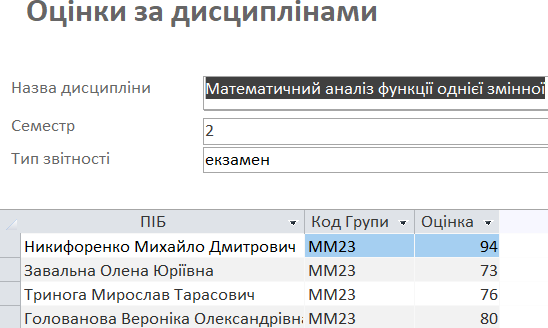 Оцінки за дисциплінами
Назва дисципліни Математичний аналіз функції однієї змінної
Семестр 2
Тип звітності екзамен
ПІБ Код Групи Оцінка
Никифоренко Михайло Дмитрович ММ23 94
Завальна Олена Юріївна ММ23 73
Тринога Мирослав Тарасович ММ23 76
Голованова Вероніка Олександрівна ММ23 80